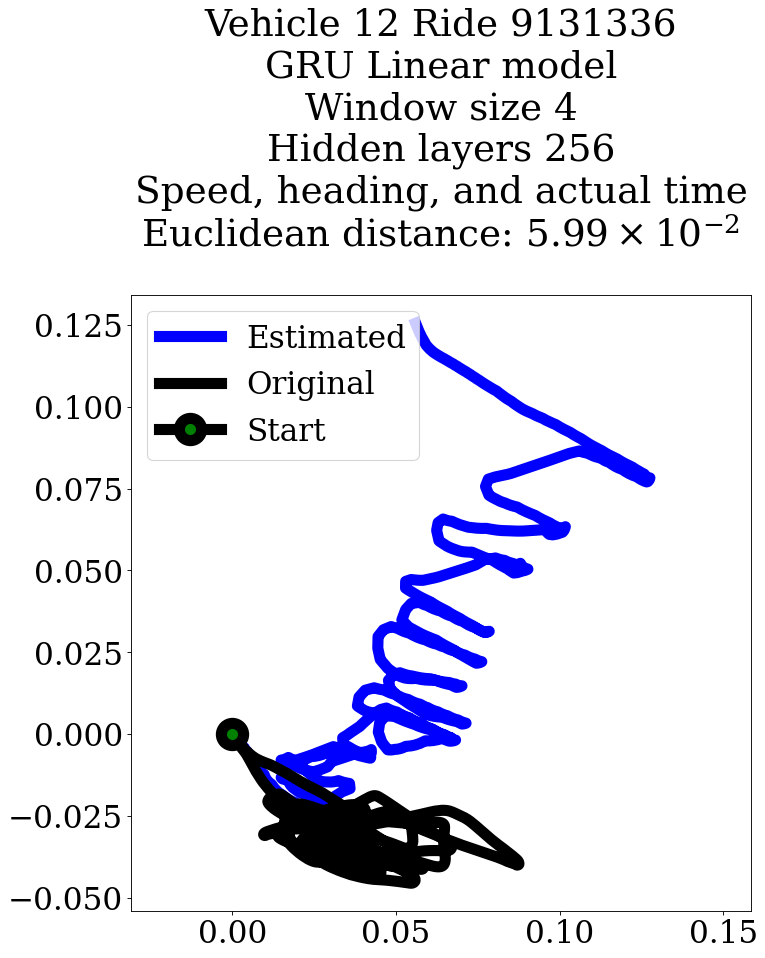 Vehicle 12 Ride 9131336
GRU Linear model
Window size 4
Hidden layers 256
Speed, heading, and actual time
Euclidean distance: 5.99 × 10⁻²
Estimated
Original
Start
0.125
0.100
0.075
0.050
0.025
0.000
−0.025
−0.050
0.00 0.05 0.10 0.15